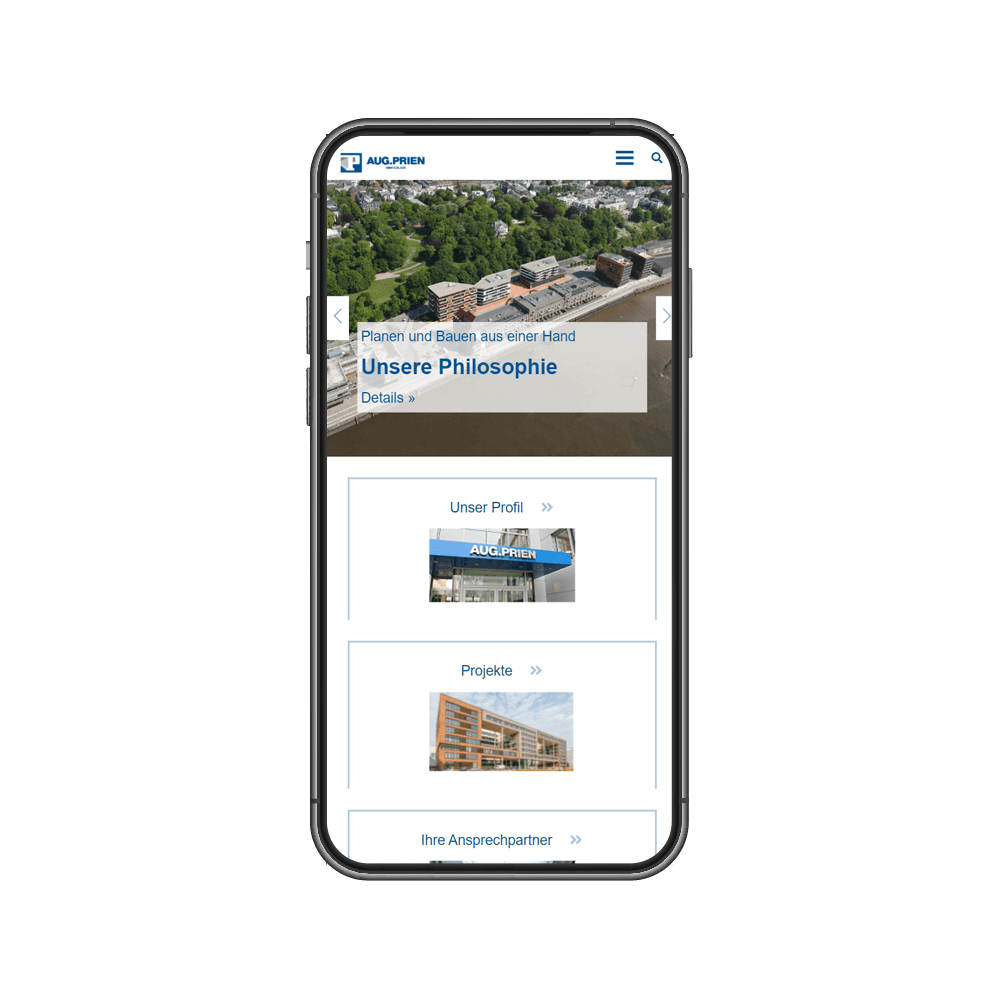 AUG.PRIEN
IMMOBILIEN
Planen und Bauen aus einer Hand
Unsere Philosophie
Details »
Unser Profil »
AUG.PRIEN
Projekte »
Ihre Ansprechpartner »